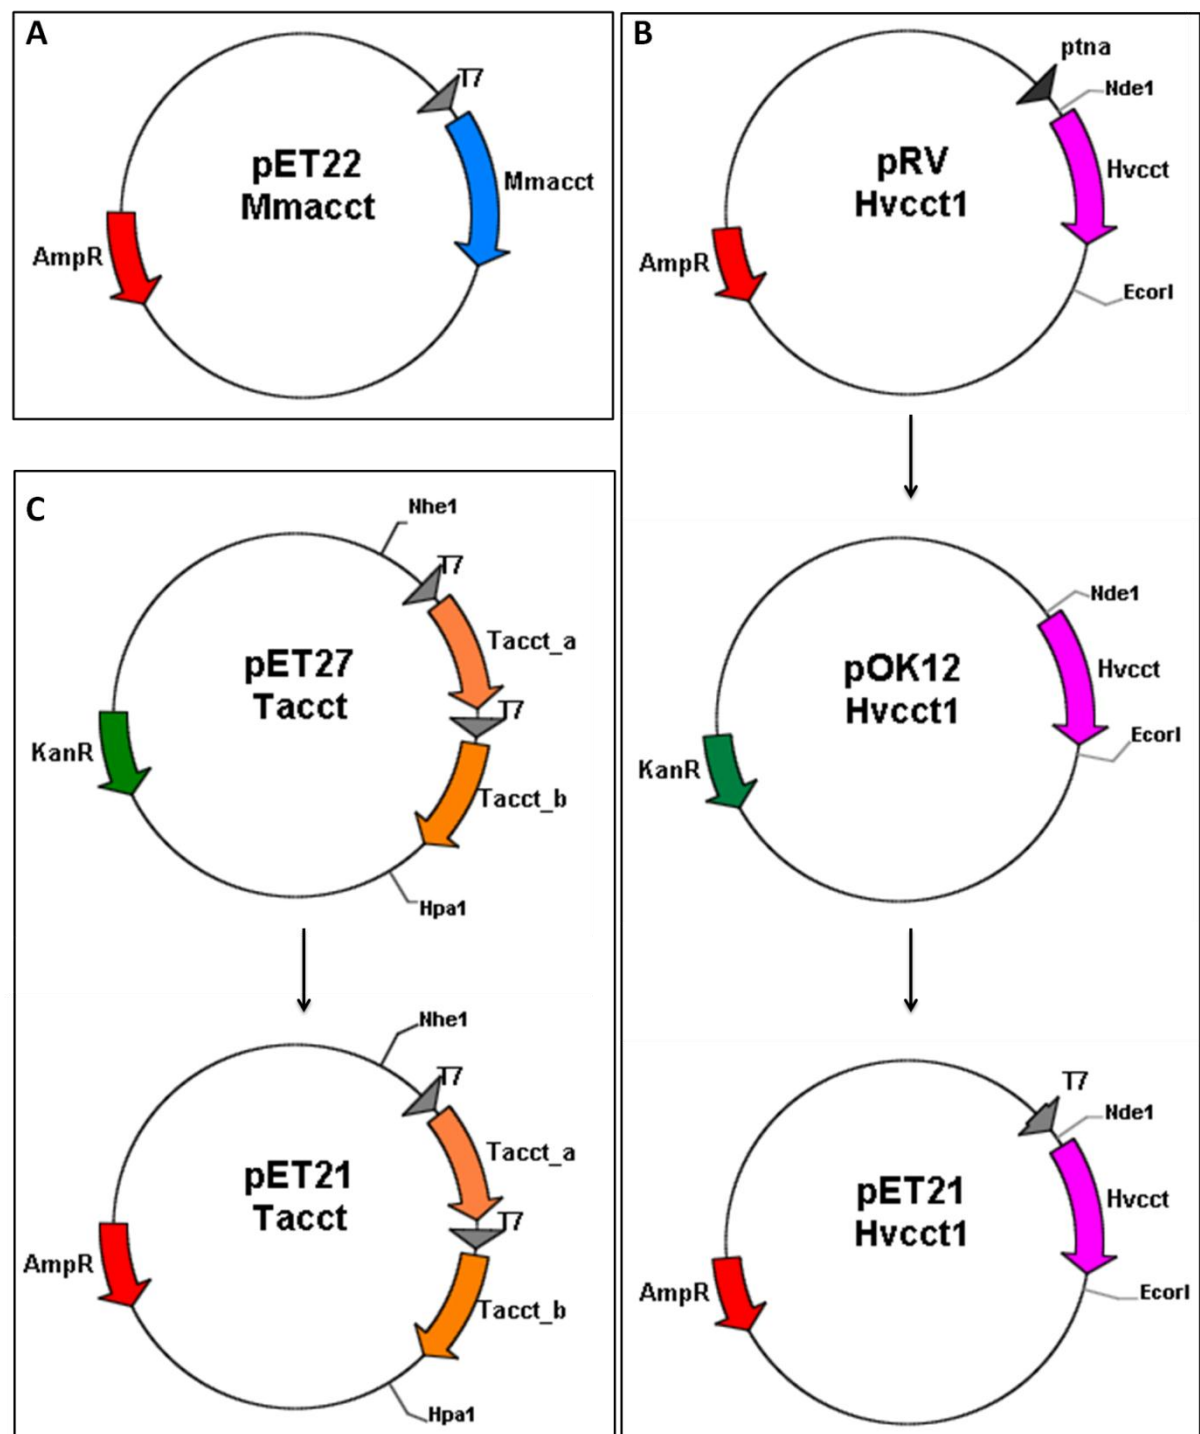 A
T7
pET22
Mmacct
Mmacct
AmpR
B
ptna
Nde1
pRV
Hvcct1
Hvcct
AmpR
EcorI
Nde1
pOK12
Hvcct1
Hvcct
EcorI
KanR
T7
Nde1
pET21
Hvcct1
Hvcct
AmpR
EcorI
C
Nhe1
T7
Tacct_a
pET27
Tacct
T7
KanR
Tacct_b
Hpa1
Nhe1
T7
Tacct_a
pET21
Tacct
T7
AmpR
Tacct_b
Hpa1